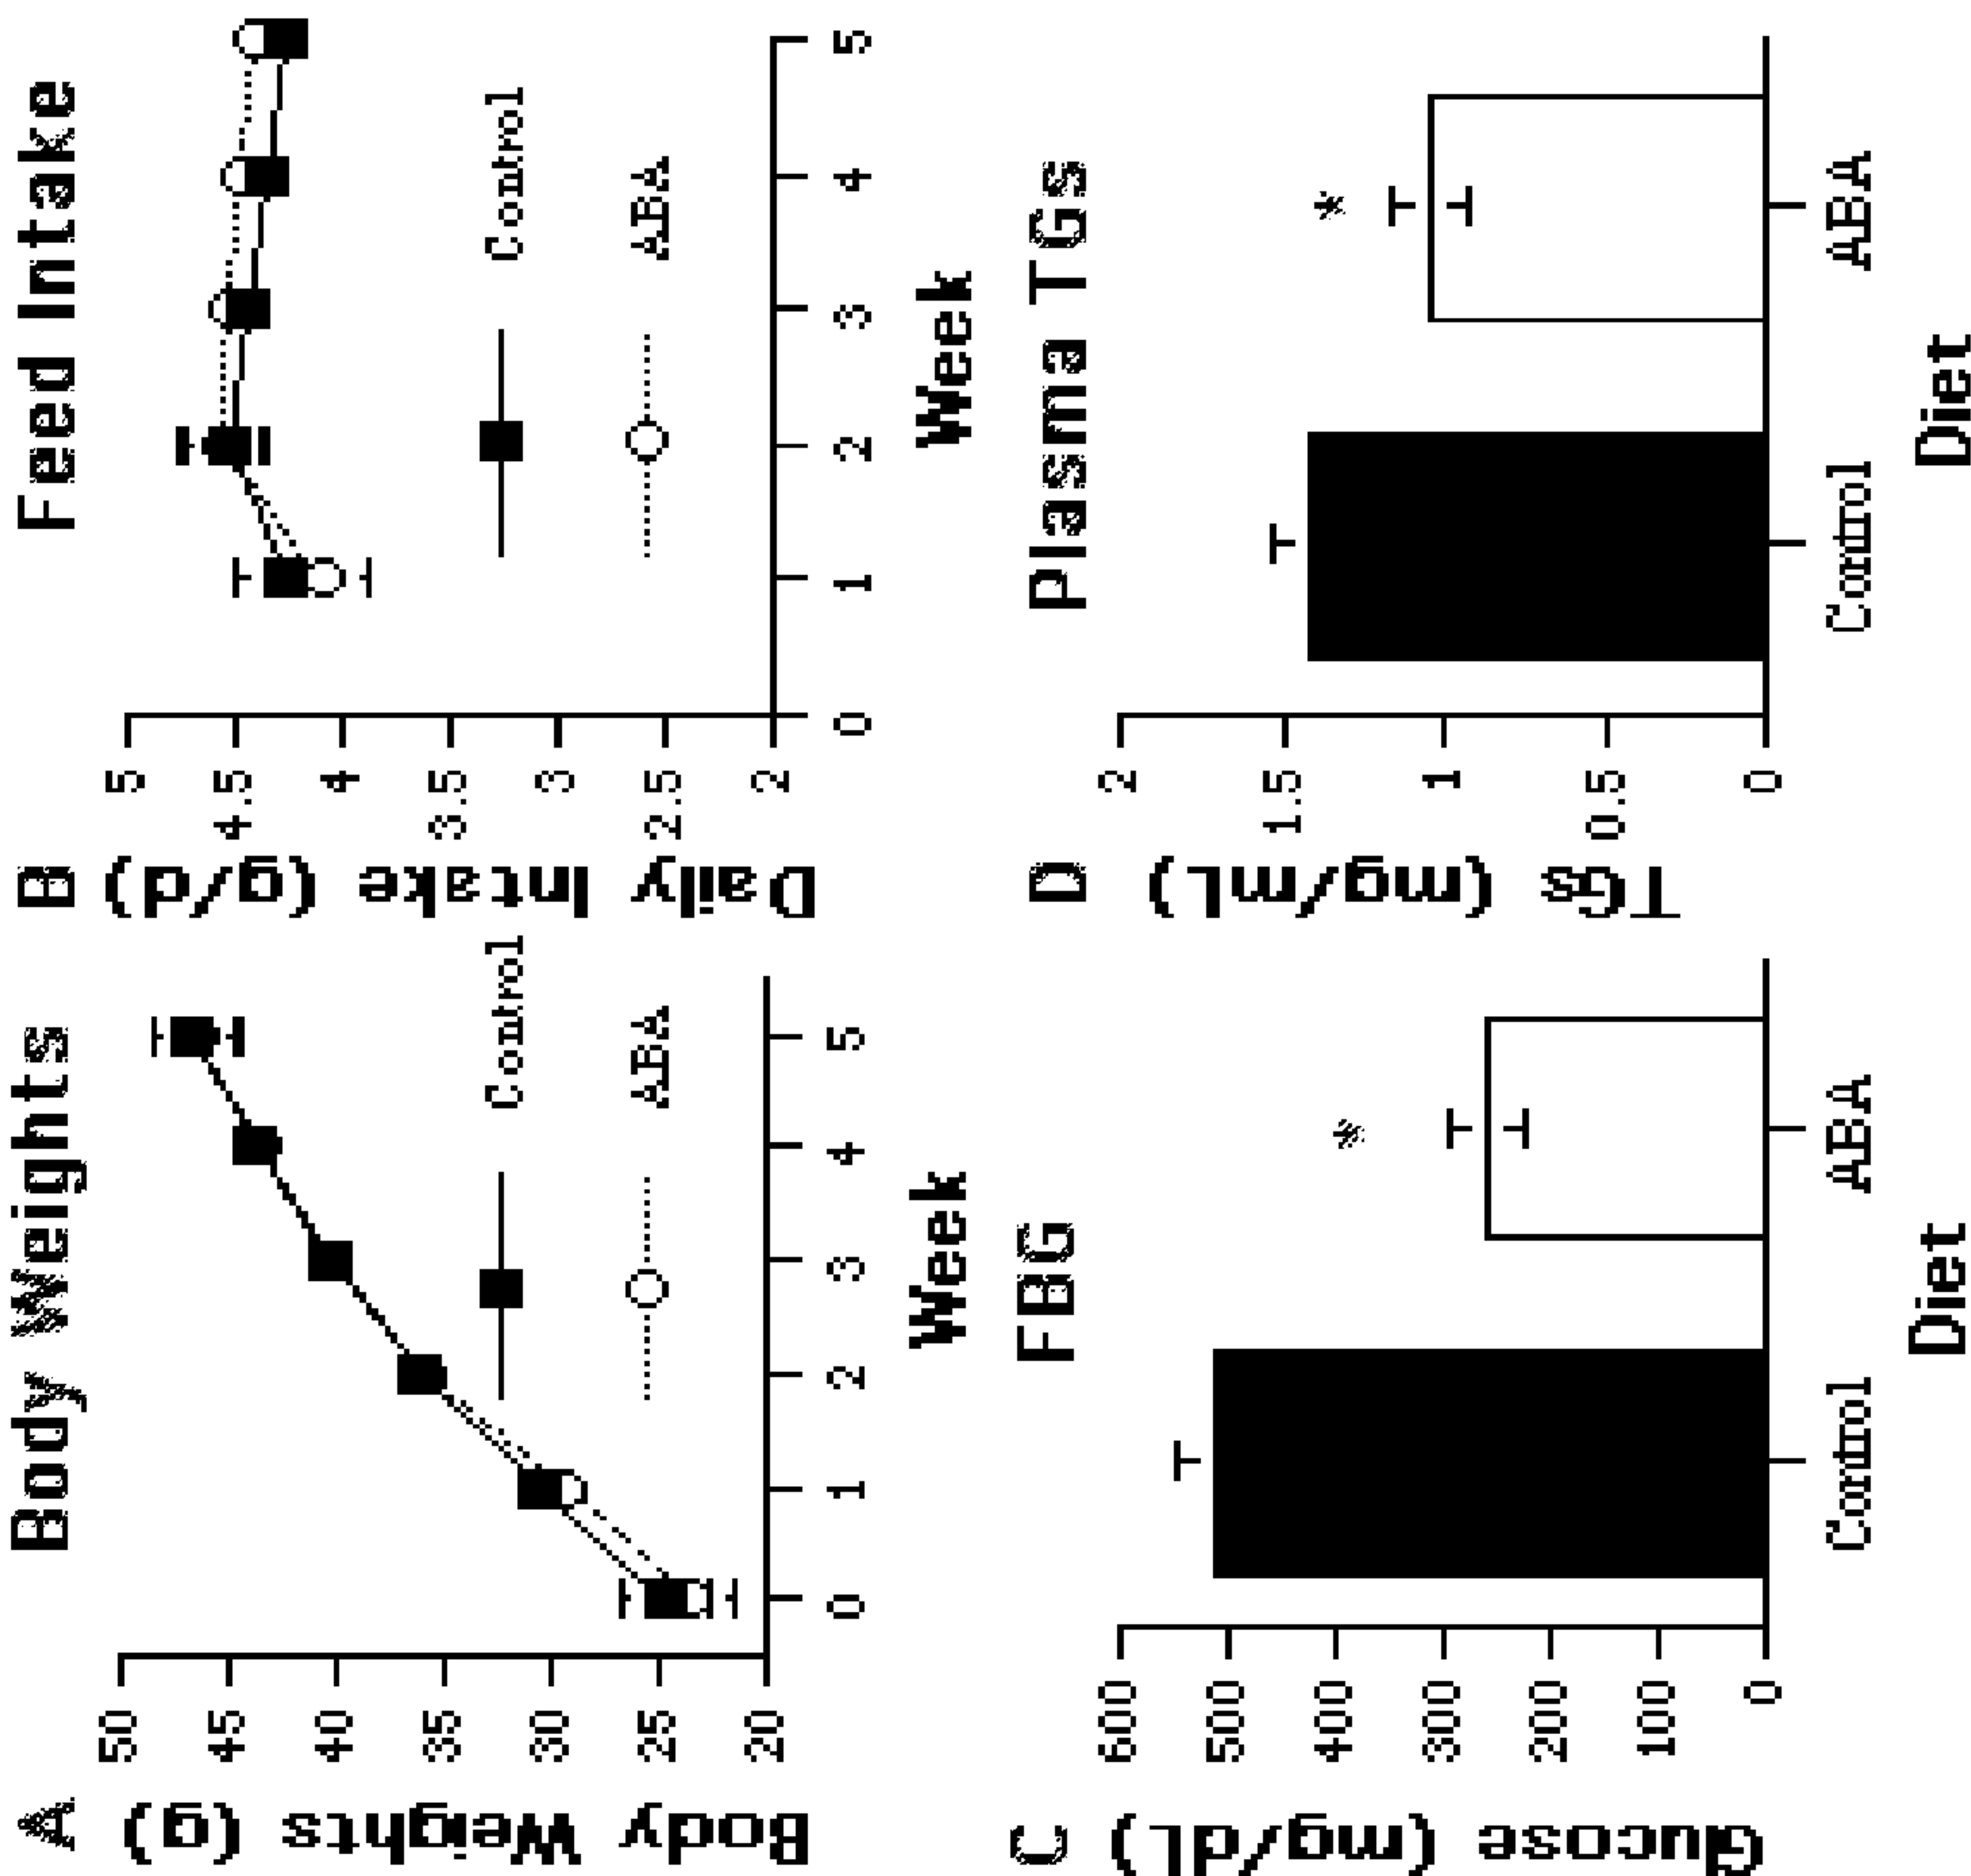 A
Body Weights
Body Weights (g)
50
45
40
35
30
25
20
0
1
2
3
4
5
Week
Control
ABA
B
Feed Intake
Daily Intake (g/d)
5
4.5
4
3.5
3
2.5
2
0
1
2
3
4
5
Week
Control
ABA
C
FBG
glucose (mg/dL)
600
500
400
300
200
100
0
*
Control
ABA
Diet
D
Plasma TGs
TGs (mg/mL)
2
1.5
1
0.5
0
*
Control
ABA
Diet